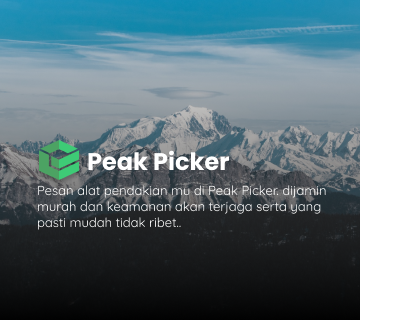 Peak Picker
Pesan alat pendakian mu di Peak Picker, dijamin
murah dan keamanan akan terjaga serta yang
pasti mudah tidak ribet..